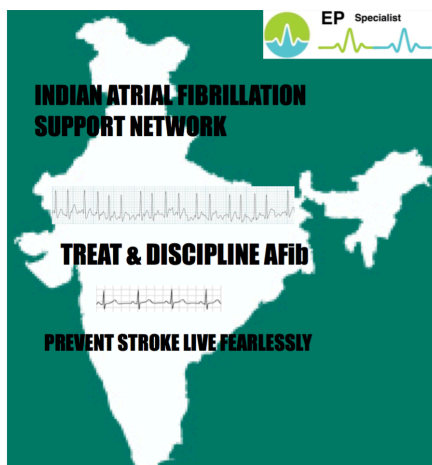 EP Specialist
INDIAN ATRIAL FIBRILLATION
SUPPORT NETWORK
TREAT & DISCIPLINE AFib
PREVENT STROKE LIVE FEARLESSLY